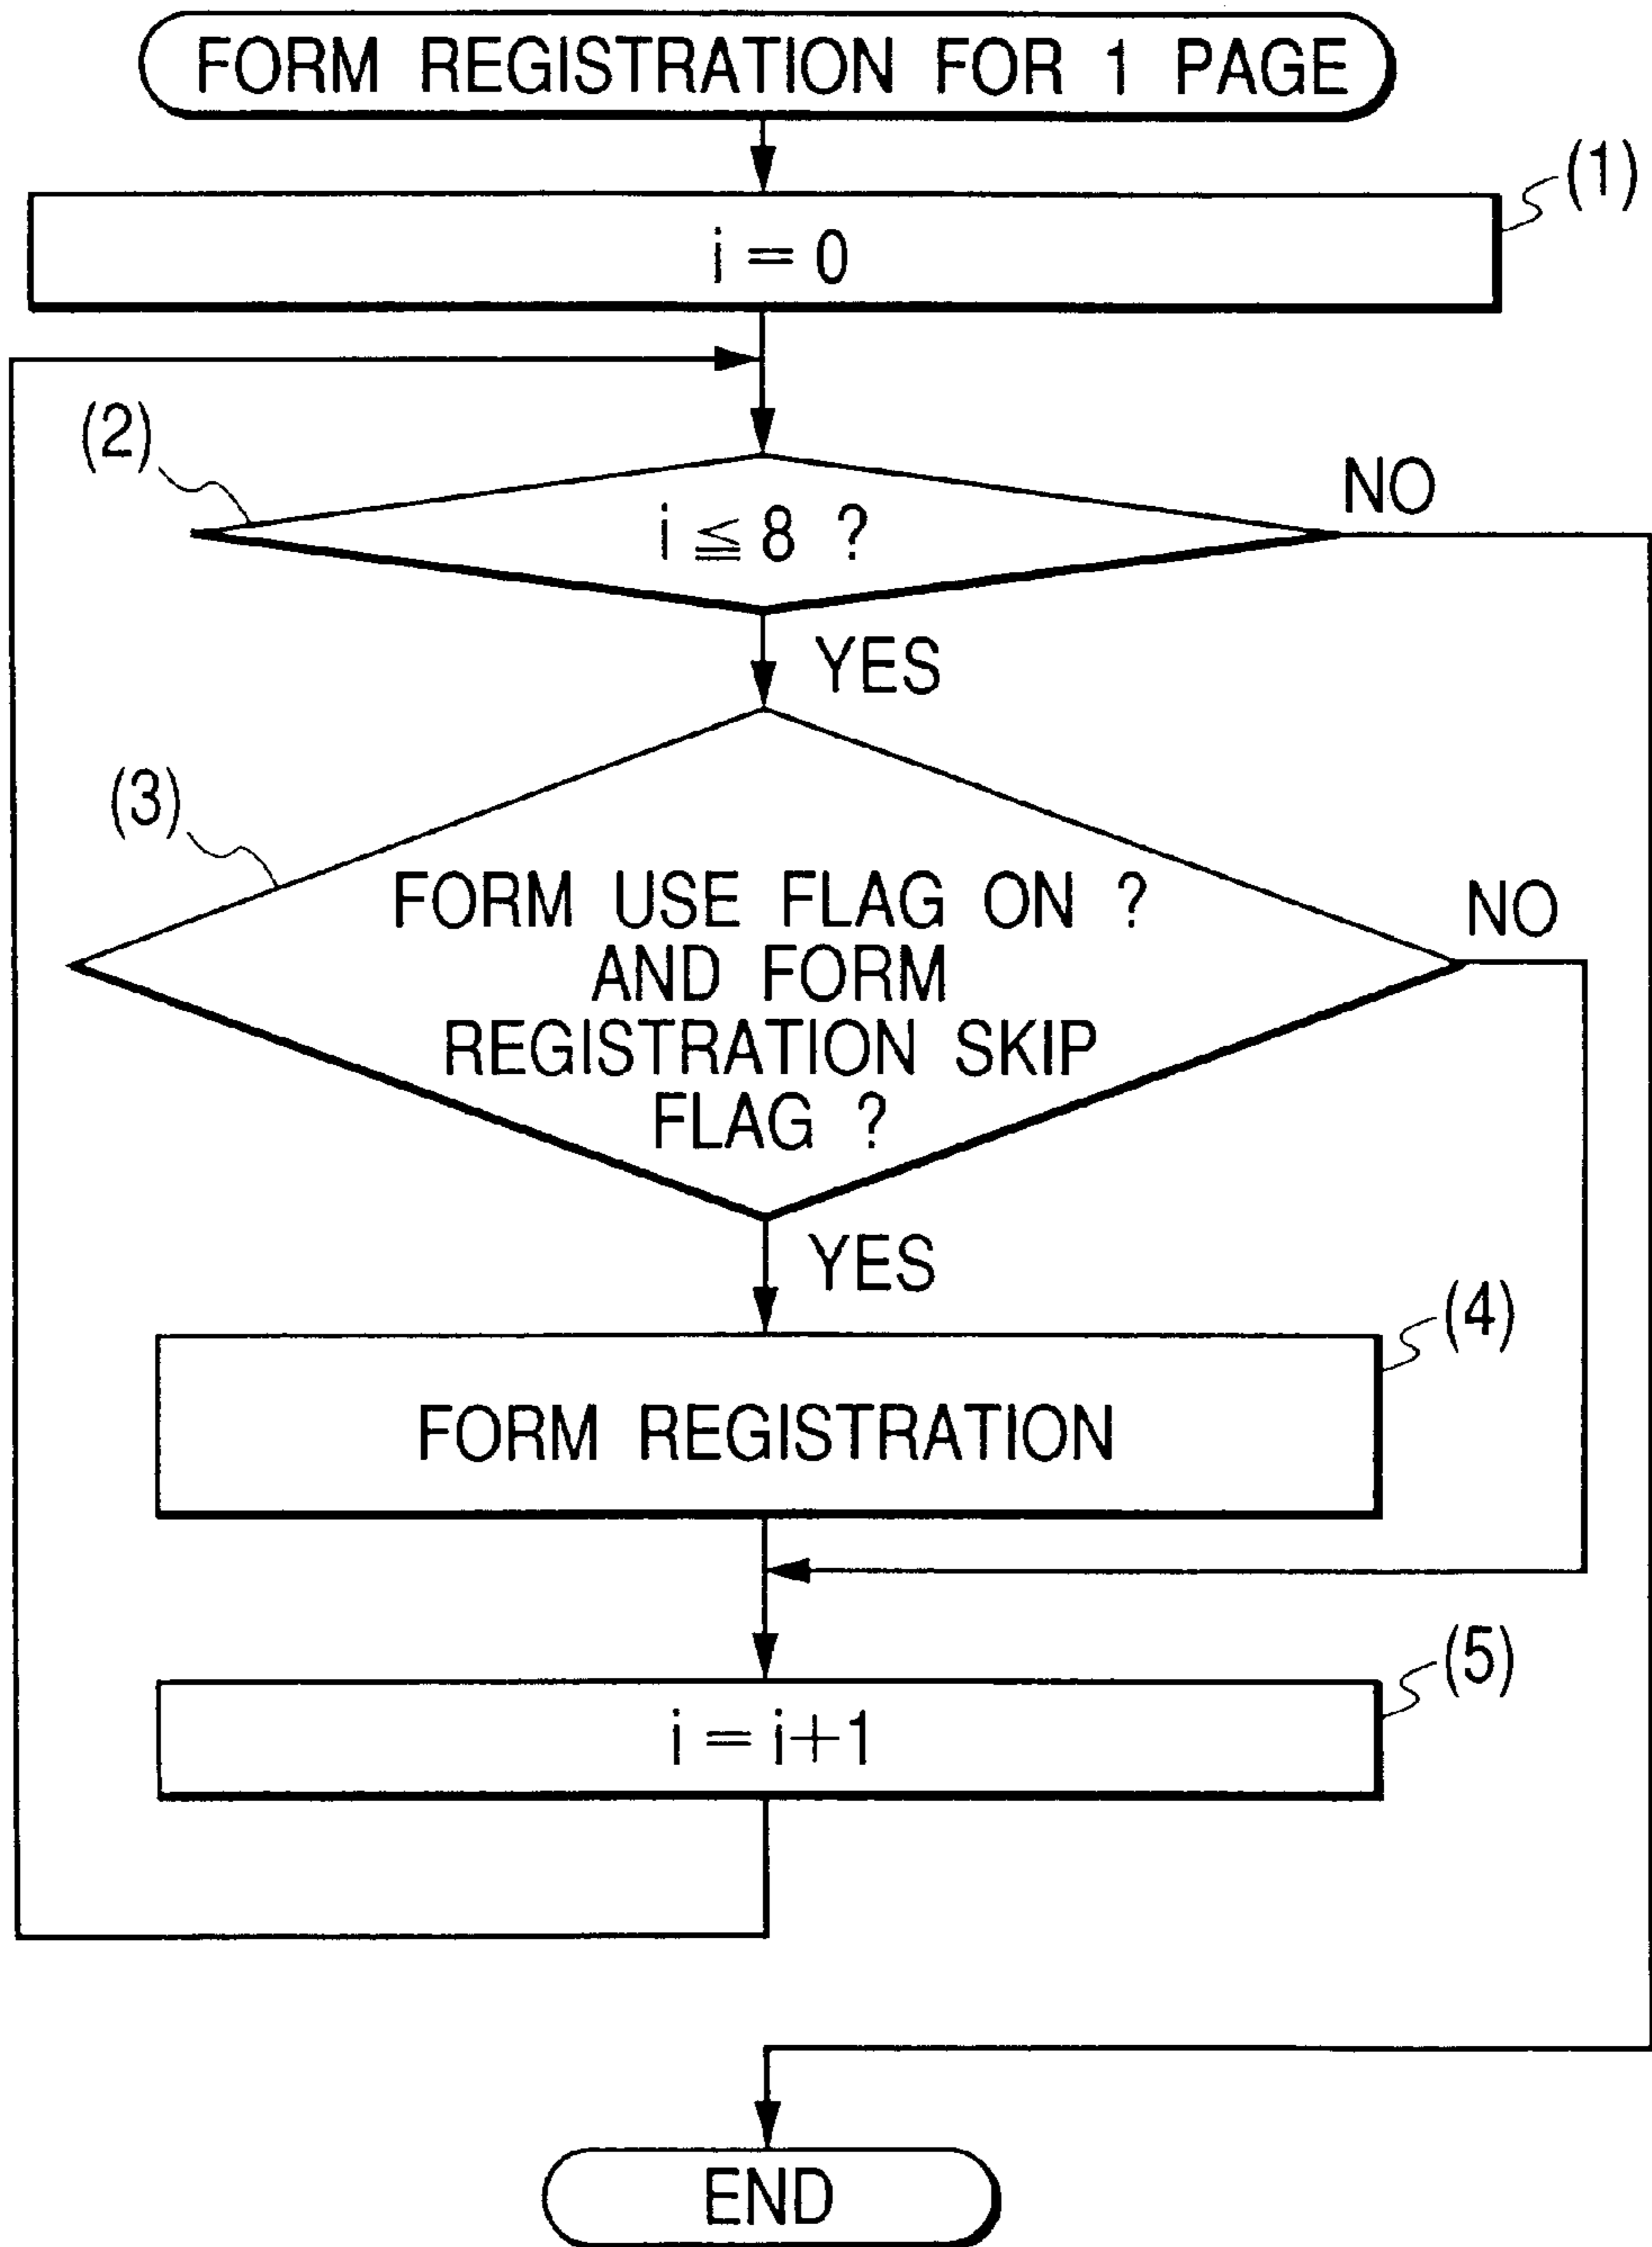 FORM REGISTRATION FOR 1 PAGE
(1)
i = 0
(2)
NO
i ≦ 8 ?
YES
(3)
FORM USE FLAG ON ?
NO
AND FORM
REGISTRATION SKIP
FLAG ?
YES
(4)
FORM REGISTRATION
(5)
i = i+1
END